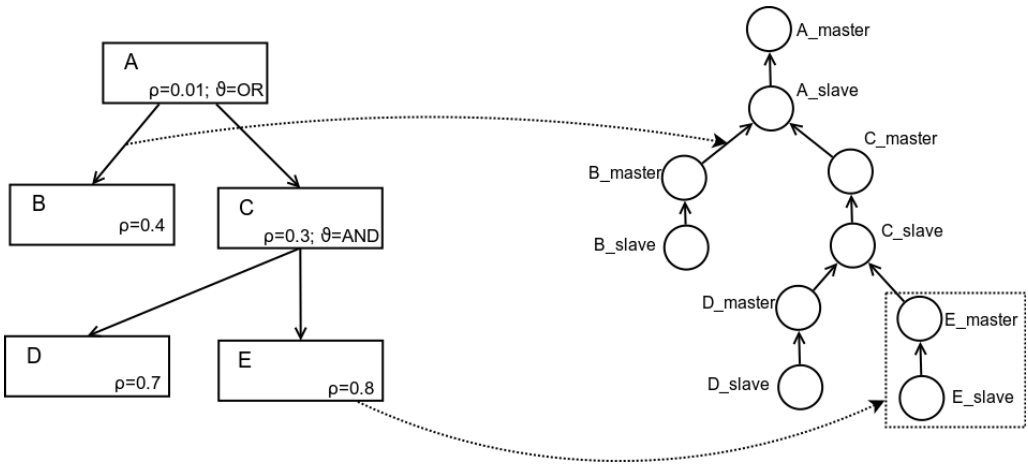 A
ρ=0.01; ϑ=OR
B
ρ=0.4
C
ρ=0.3; ϑ=AND
D
ρ=0.7
E
ρ=0.8
A_master
A_slave
B_master
C_master
B_slave
C_slave
D_master
E_master
D_slave
E_slave